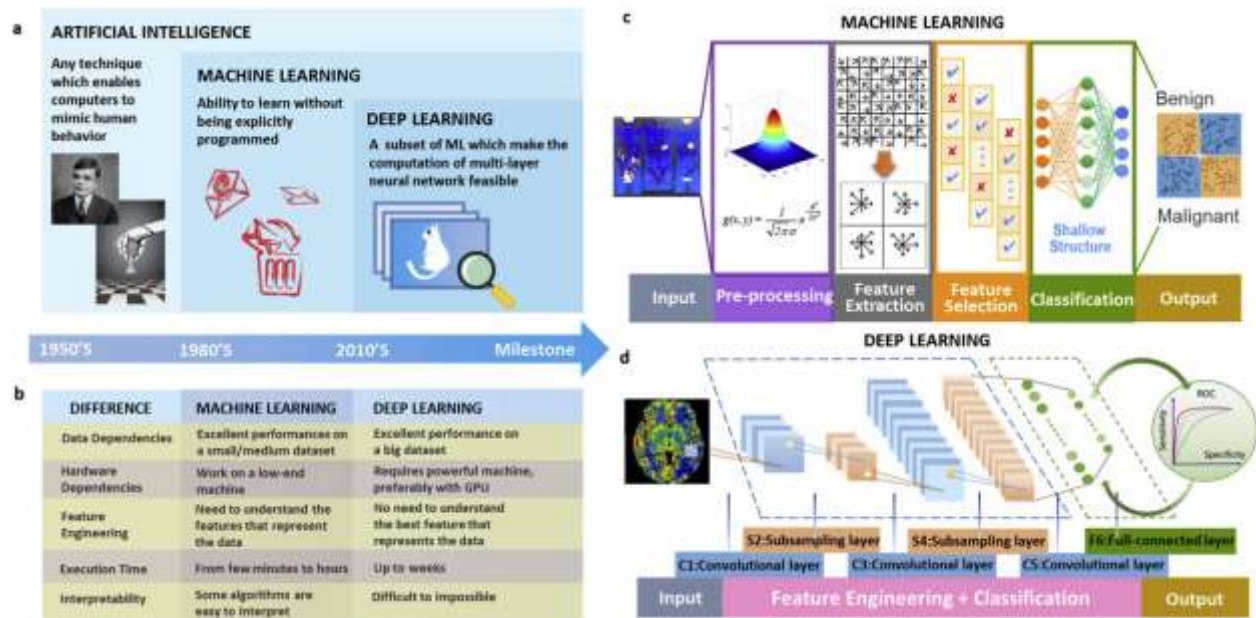 a
ARTIFICIAL INTELLIGENCE
Any technique
which enables
computers to
mimic human
behavior
MACHINE LEARNING
Ability to learn without
being explicitly
programmed
DEEP LEARNING
A subset of ML which make the
computation of multi-layer
neural network feasible
1950'S
1980'S
2010'S
Milestone
b
DIFFERENCE
MACHINE LEARNING
DEEP LEARNING
Data Dependencies
Excellent performances on
a small/medium dataset
Excellent performance on
a big dataset
Hardware
Dependencies
Work on a low-end
machine
Requires powerful machine,
preferably with GPU
Feature
Engineering
Need to understand the
features that represent
the data
No need to understand
the best feature that
represents the data
Execution Time
From few minutes to hours
Up to weeks
Interpretability
Some algorithms are
easy to interpret
Difficult to impossible
c
MACHINE LEARNING
Benign
Malignant
Shallow
Structure
Input
Pre-processing
Feature
Extraction
Feature
Selection
Classification
Output
d
DEEP LEARNING
ROC
Sensitivity
Specificity
S2:Subsampling layer
S4:Subsampling layer
F6:Full-connected layer
C1:Convolutional layer
C3:Convolutional layer
C5:Convolutional layer
Input
Feature Engineering + Classification
Output